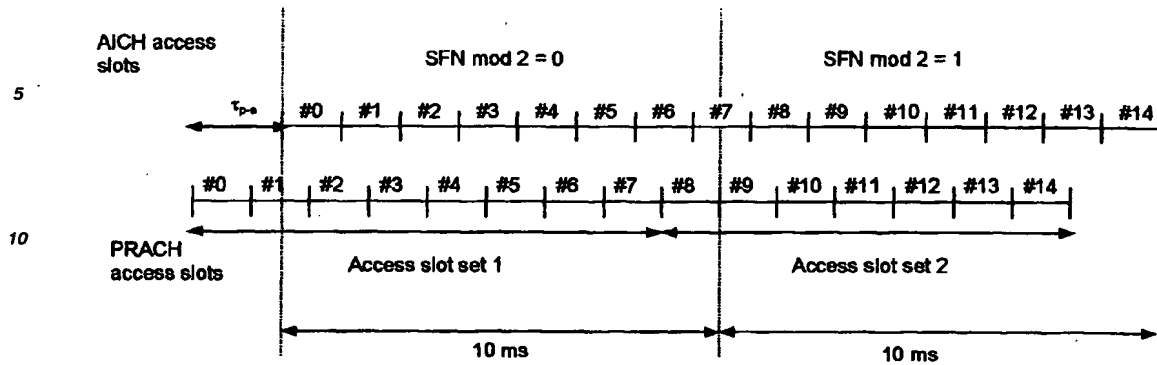 AICH access
slots
SFN mod 2 = 0
SFN mod 2 = 1
5
τp-a
#0 #1 #2 #3 #4 #5 #6 #7 #8 #9 #10 #11 #12 #13 #14
#0 #1 #2 #3 #4 #5 #6 #7 #8 #9 #10 #11 #12 #13 #14
10
PRACH
access slots
Access slot set 1
Access slot set 2
10 ms
10 ms